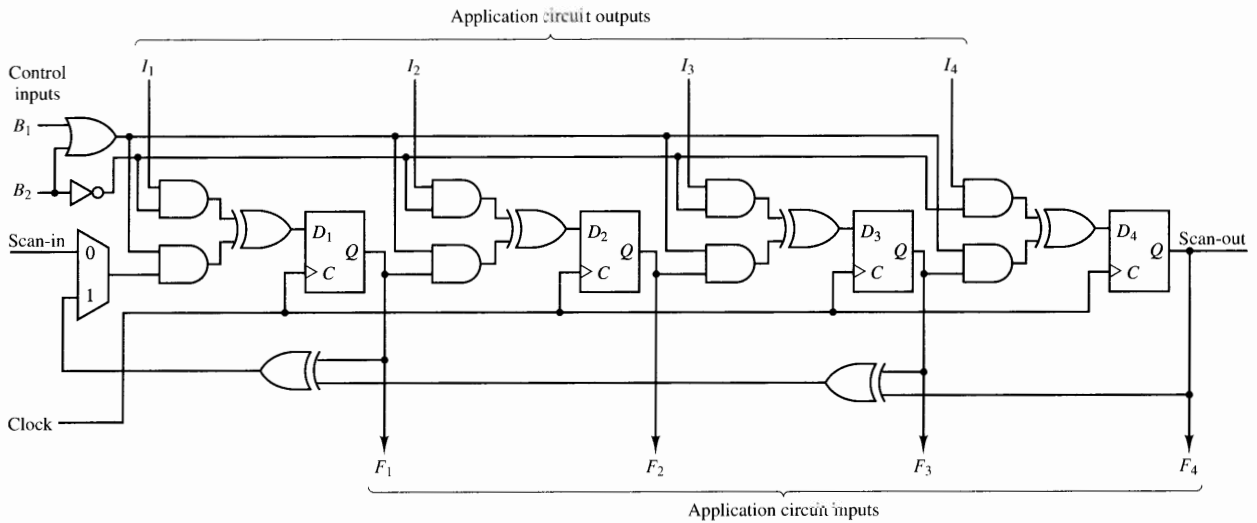 Application circuit outputs
I1 I2 I3 I4
Control
inputs
B1
B2
Scan-in
0
1
D1 Q C
D2 Q C
D3 Q C
D4 Q C
Scan-out
Clock
F1 F2 F3 F4
Application circuit inputs